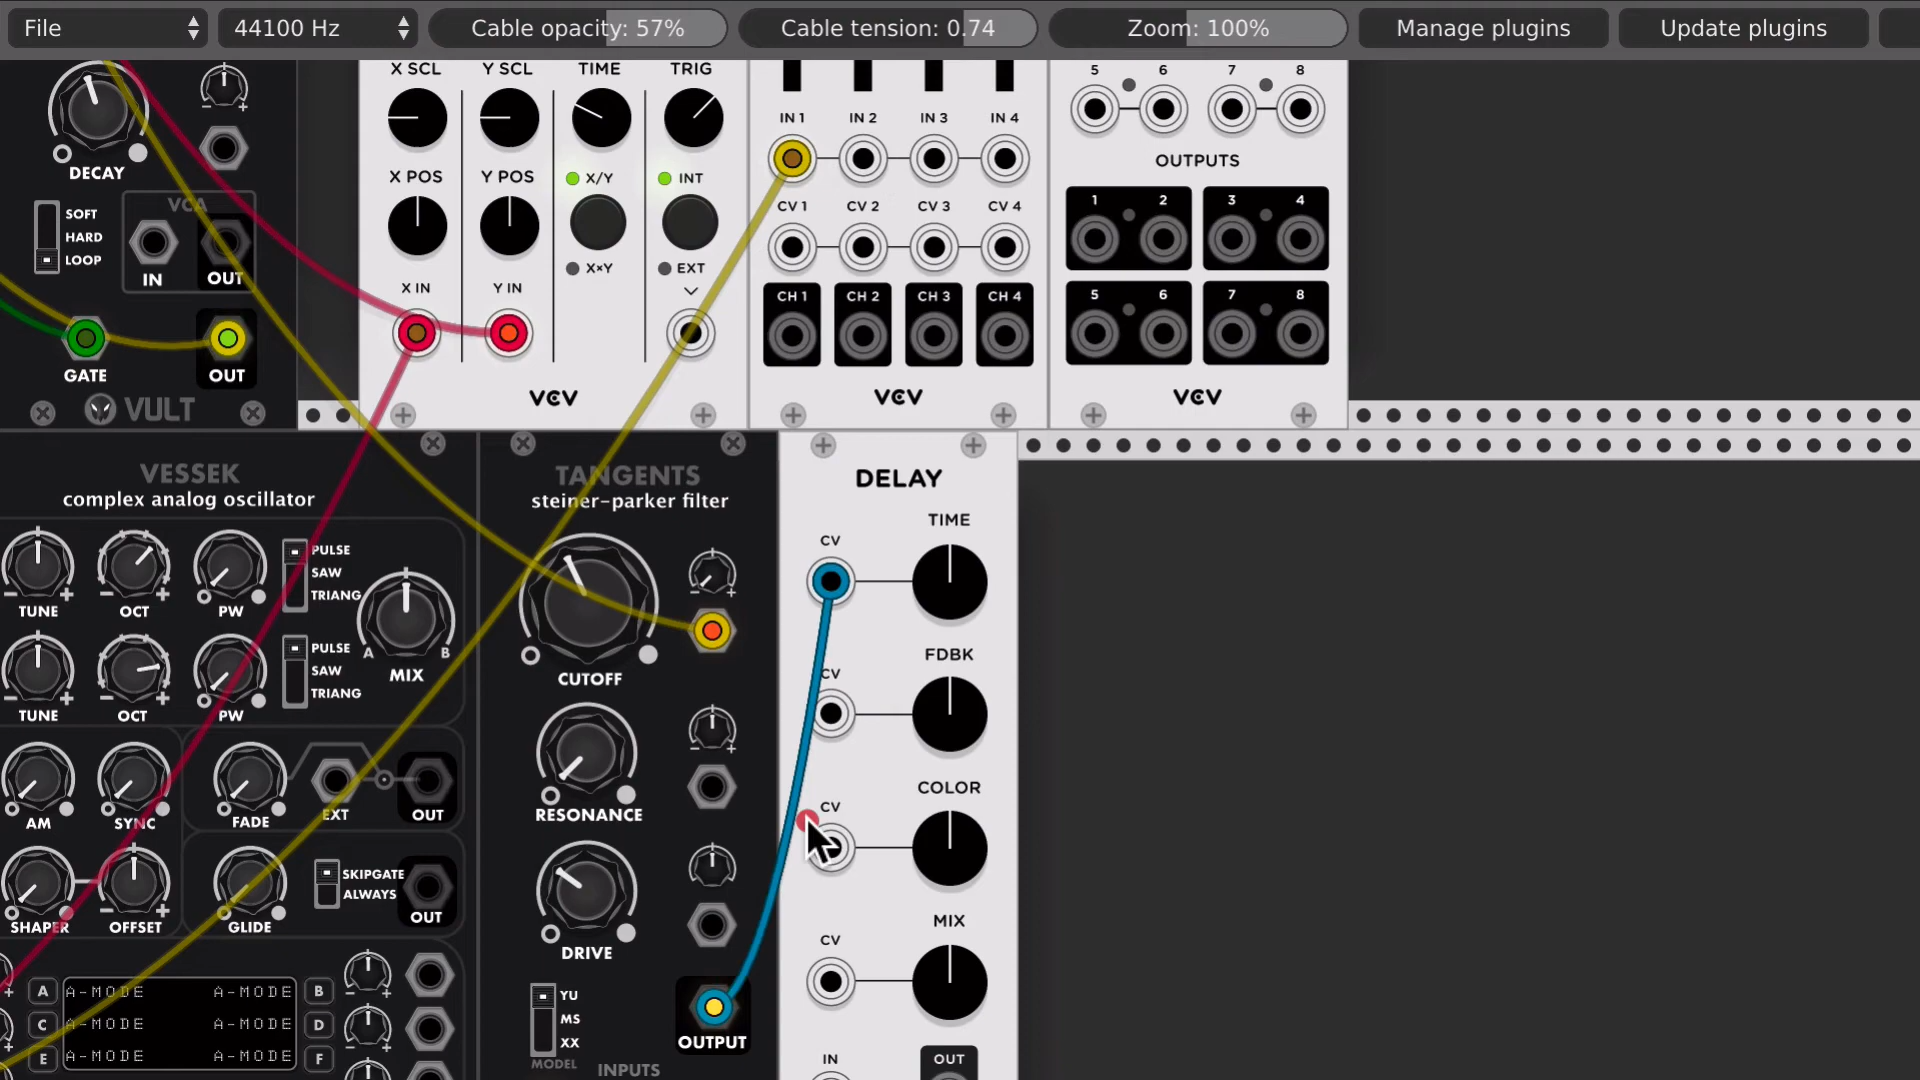 File
44100 Hz
Cable opacity: 57%
Cable tension: 0.74
Zoom: 100%
Manage plugins
Update plugins
DECAY
SOFT
HARD
LOOP
VCA
IN
OUT
GATE
OUT
VULT
X SCL
Y SCL
TIME
TRIG
X POS
Y POS
X/Y
INT
X×Y
EXT
X IN
Y IN
VCV
IN 1
IN 2
IN 3
IN 4
CV 1
CV 2
CV 3
CV 4
CH 1
CH 2
CH 3
CH 4
VCV
5
6
7
8
OUTPUTS
1
2
3
4
5
6
7
8
VCV
VESSEK
complex analog oscillator
TUNE
OCT
PW
PULSE
SAW
TRIANG
A
B
MIX
TUNE
OCT
PW
PULSE
SAW
TRIANG
AM
SYNC
FADE
EXT
OUT
SHAPER
OFFSET
GLIDE
SKIPGATE
ALWAYS
OUT
A
A-MODE
A-MODE
B
C
A-MODE
A-MODE
D
E
A-MODE
A-MODE
F
TANGENTS
steiner-parker filter
CUTOFF
RESONANCE
DRIVE
YU
MS
XX
MODEL
OUTPUT
INPUTS
DELAY
TIME
CV
FDBK
CV
COLOR
CV
MIX
CV
IN
OUT